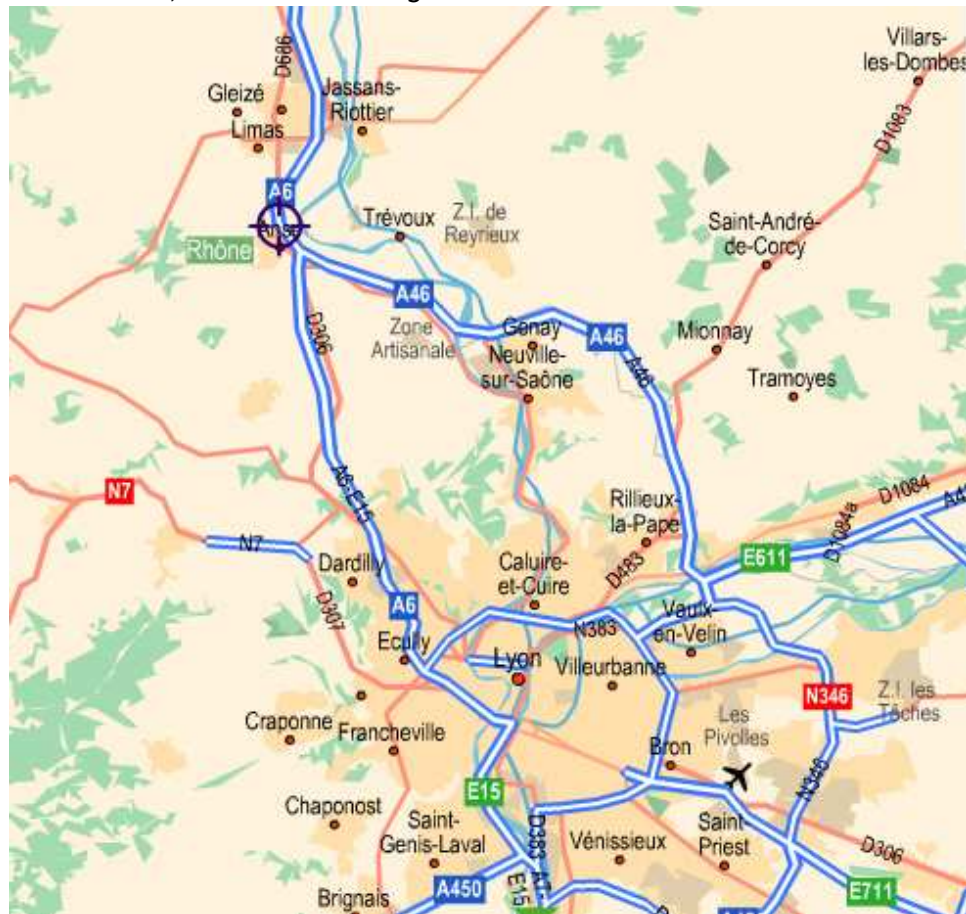 Villars-
les-Dombes
D686
Gleizé
Jassans-
Riottier
Limas
D1083
A6
Anse
Trévoux
Z.I. de
Reyrieux
Saint-André-
de-Corcy
Rhône
A46
D306
Zone
Artisanale
Genay
A46
A46
Mionnay
Neuville-
sur-Saône
Tramoyes
N7
A6-E15
Rillieux-
la-Pape
D1084
D1084a
N7
E611
Dardilly
Caluire-
et-Cuire
D483
D307
A6
Vaulx-
en-Velin
N383
Ecully
Lyon
Villeurbanne
N346
Z.I. les
Tâches
Craponne
Francheville
Les
Pivolles
Bron
E15
N346
Chaponost
Saint-
Genis-Laval
D383
Vénissieux
Saint-
Priest
D306
A450
E15
A7
E711
Brignais